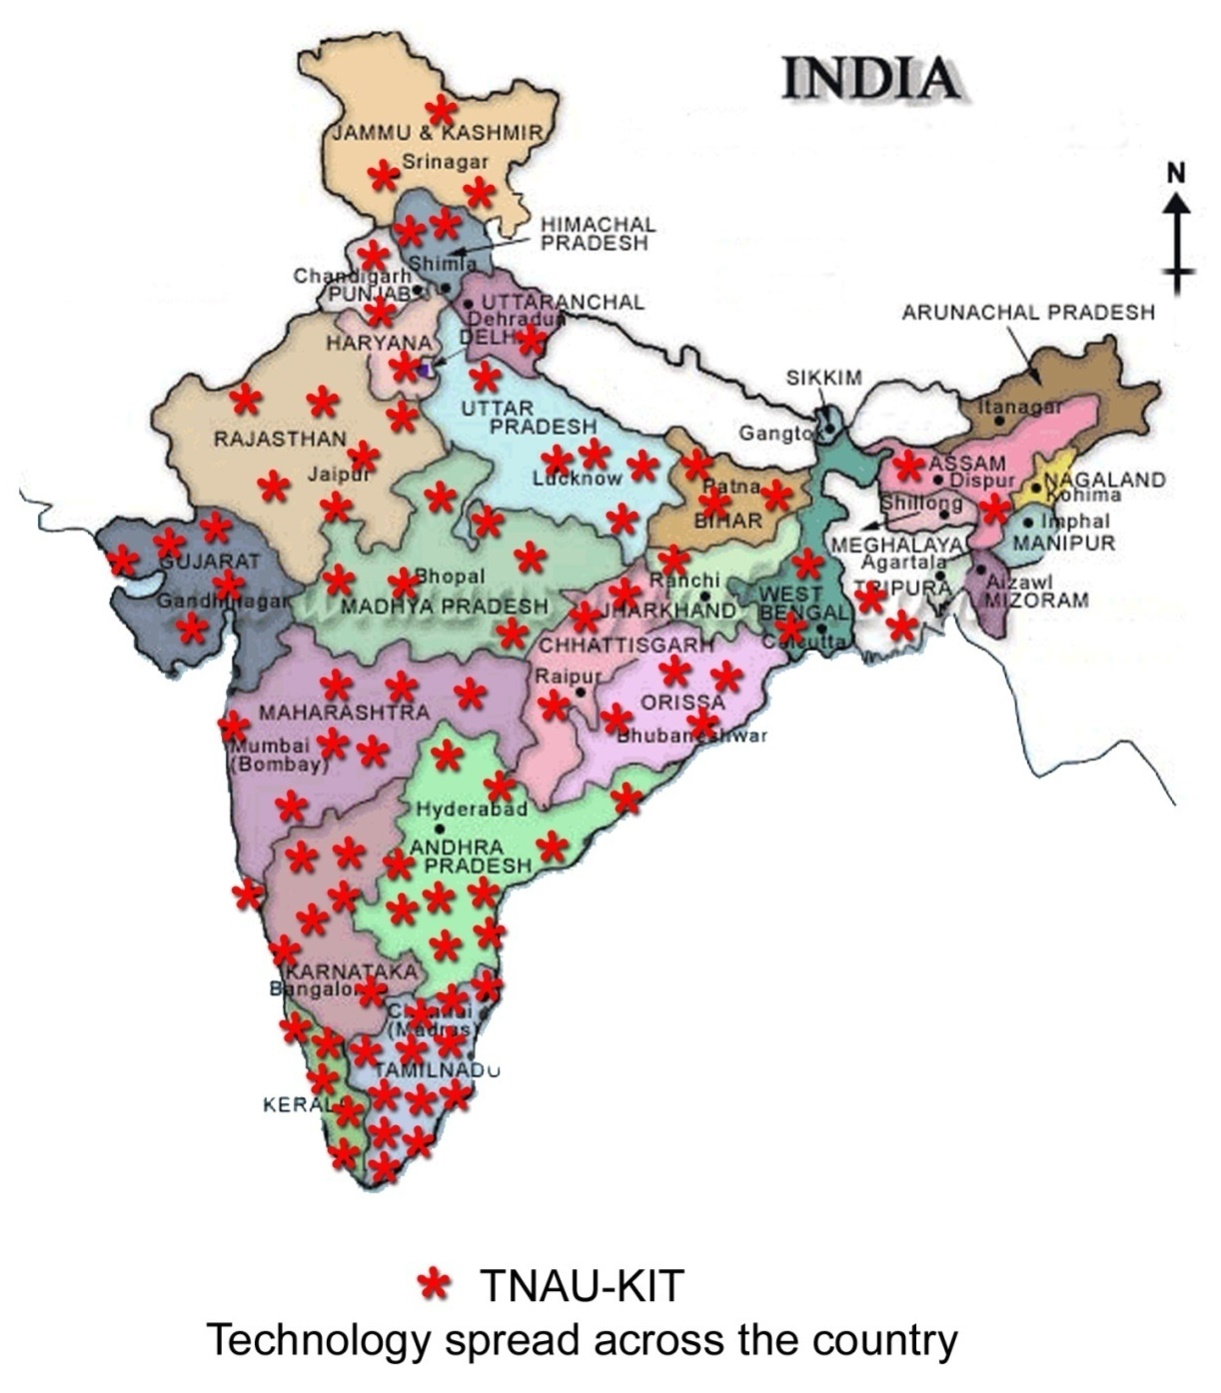 INDIA
JAMMU & KASHMIR
Srinagar
N
HIMACHAL
PRADESH
Shimla
Chandigarh
PUNJAB
UTTARANCHAL
Dehradun
ARUNACHAL PRADESH
HARYANA
DELHI
SIKKIM
UTTAR
PRADESH
Itanagar
Gangtok
RAJASTHAN
Jaipur
Lucknow
Patna
BIHAR
ASSAM
Dispur
NAGALAND
Kohima
Shillong
Imphal
MANIPUR
MEGHALAYA
GUJARAT
Gandhinagar
Bhopal
MADHYA PRADESH
Ranchi
JHARKHAND
WEST
BENGAL
Calcutta
Agartala
TRIPURA
Aizawl
MIZORAM
CHHATTISGARH
Raipur
ORISSA
Bhubaneshwar
MAHARASHTRA
Mumbai
(Bombay)
Hyderabad
ANDHRA
PRADESH
KARNATAKA
Bangalore
Chennai
(Madras)
TAMILNADU
KERALA
TNAU-KIT
Technology spread across the country